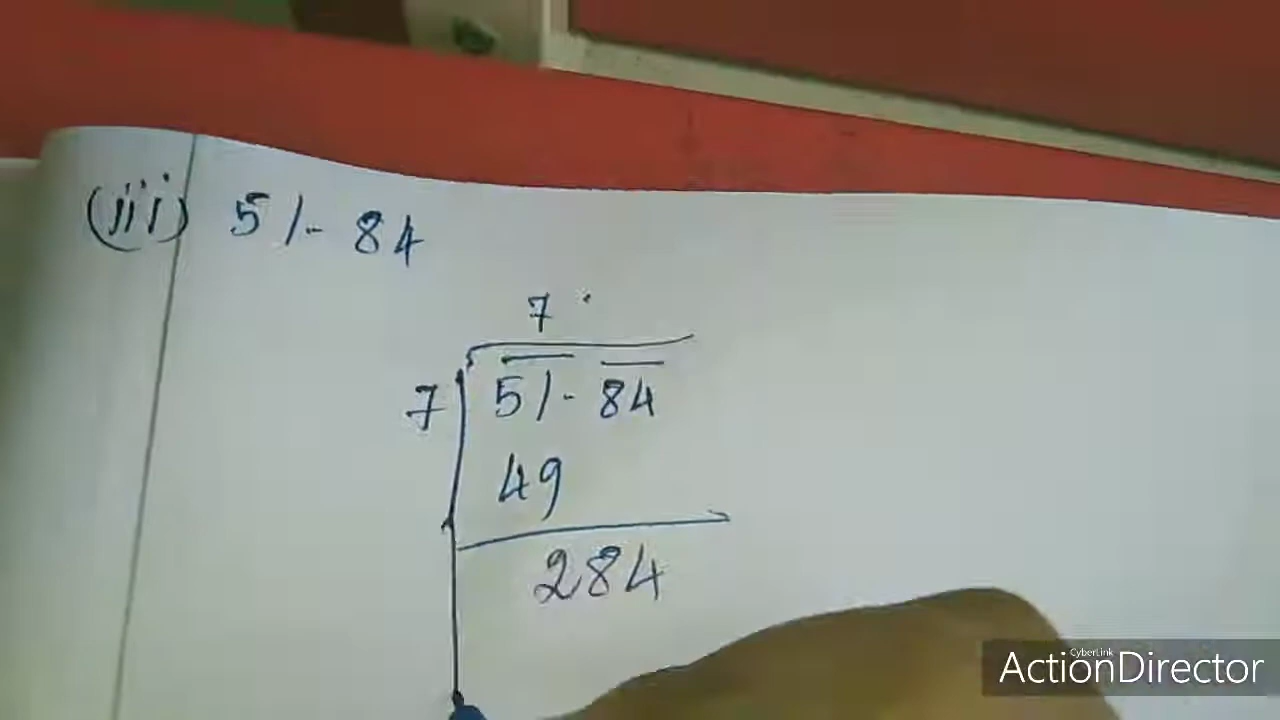 (iii) 51.84
7.
7 51.84
49
284
CyberLink
ActionDirector